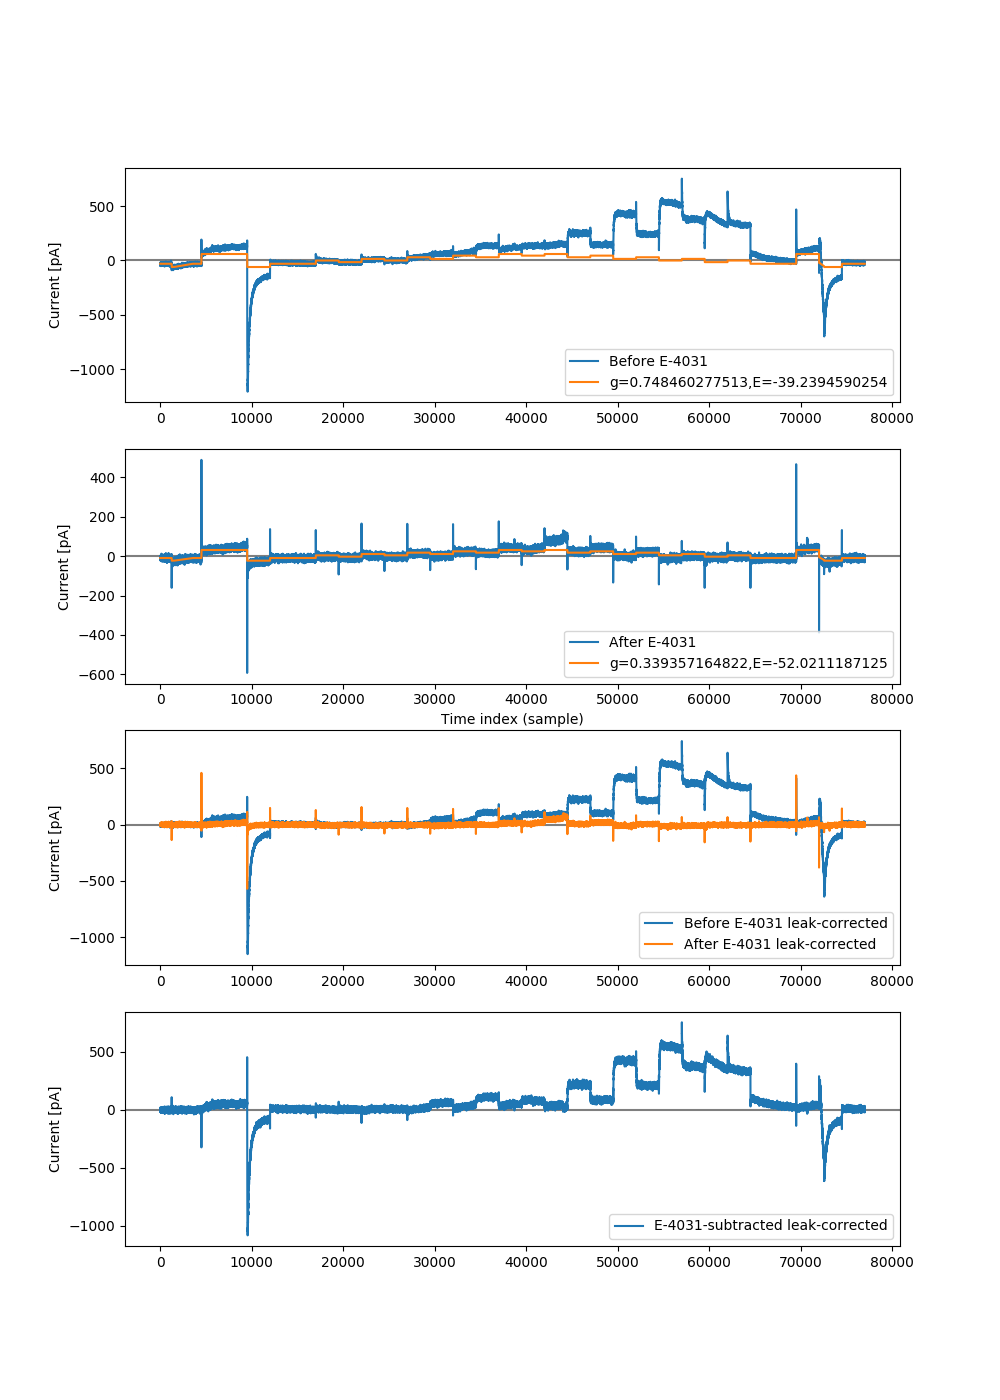 500
0
−500
−1000
Current [pA]
Before E-4031
g=0.748460277513,E=-39.2394590254
0 10000 20000 30000 40000 50000 60000 70000 80000
400
200
0
−200
−400
−600
Current [pA]
After E-4031
g=0.339357164822,E=-52.0211187125
0 10000 20000 30000 40000 50000 60000 70000 80000
Time index (sample)
500
0
−500
−1000
Current [pA]
Before E-4031 leak-corrected
After E-4031 leak-corrected
0 10000 20000 30000 40000 50000 60000 70000 80000
500
0
−500
−1000
Current [pA]
E-4031-subtracted leak-corrected
0 10000 20000 30000 40000 50000 60000 70000 80000